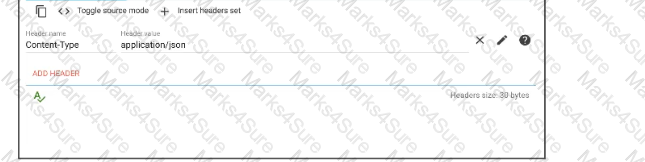 Toggle source mode Insert headers set
Header name Header value
Content-Type application/json
ADD HEADER
Headers size: 30 bytes
Marks4Sure